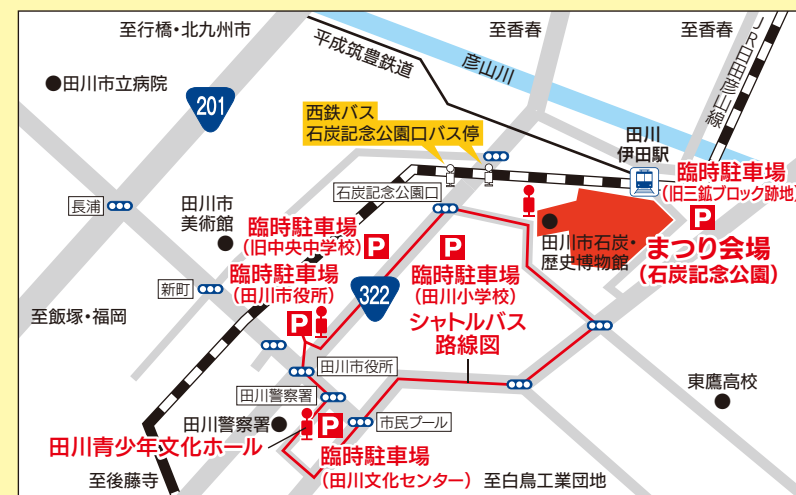 至行橋・北九州市
至香春
至香春
平成筑豊鉄道
彦山川
JR日田彦山線
田川市立病院
201
西鉄バス
石炭記念公園口バス停
田川
伊田駅
臨時駐車場
(旧三鉱ブロック跡地)
P
石炭記念公園口
長浦
田川市
美術館
臨時駐車場
(旧中央中学校)
P
P
田川市石炭・
歴史博物館
まつり会場
(石炭記念公園)
臨時駐車場
(田川市役所)
臨時駐車場
(田川小学校)
新町
322
至飯塚・福岡
P
シャトルバス
路線図
田川市役所
東鷹高校
田川警察署
田川警察署
P
市民プール
田川青少年文化ホール
臨時駐車場
(田川文化センター)
至後藤寺
至白鳥工業団地